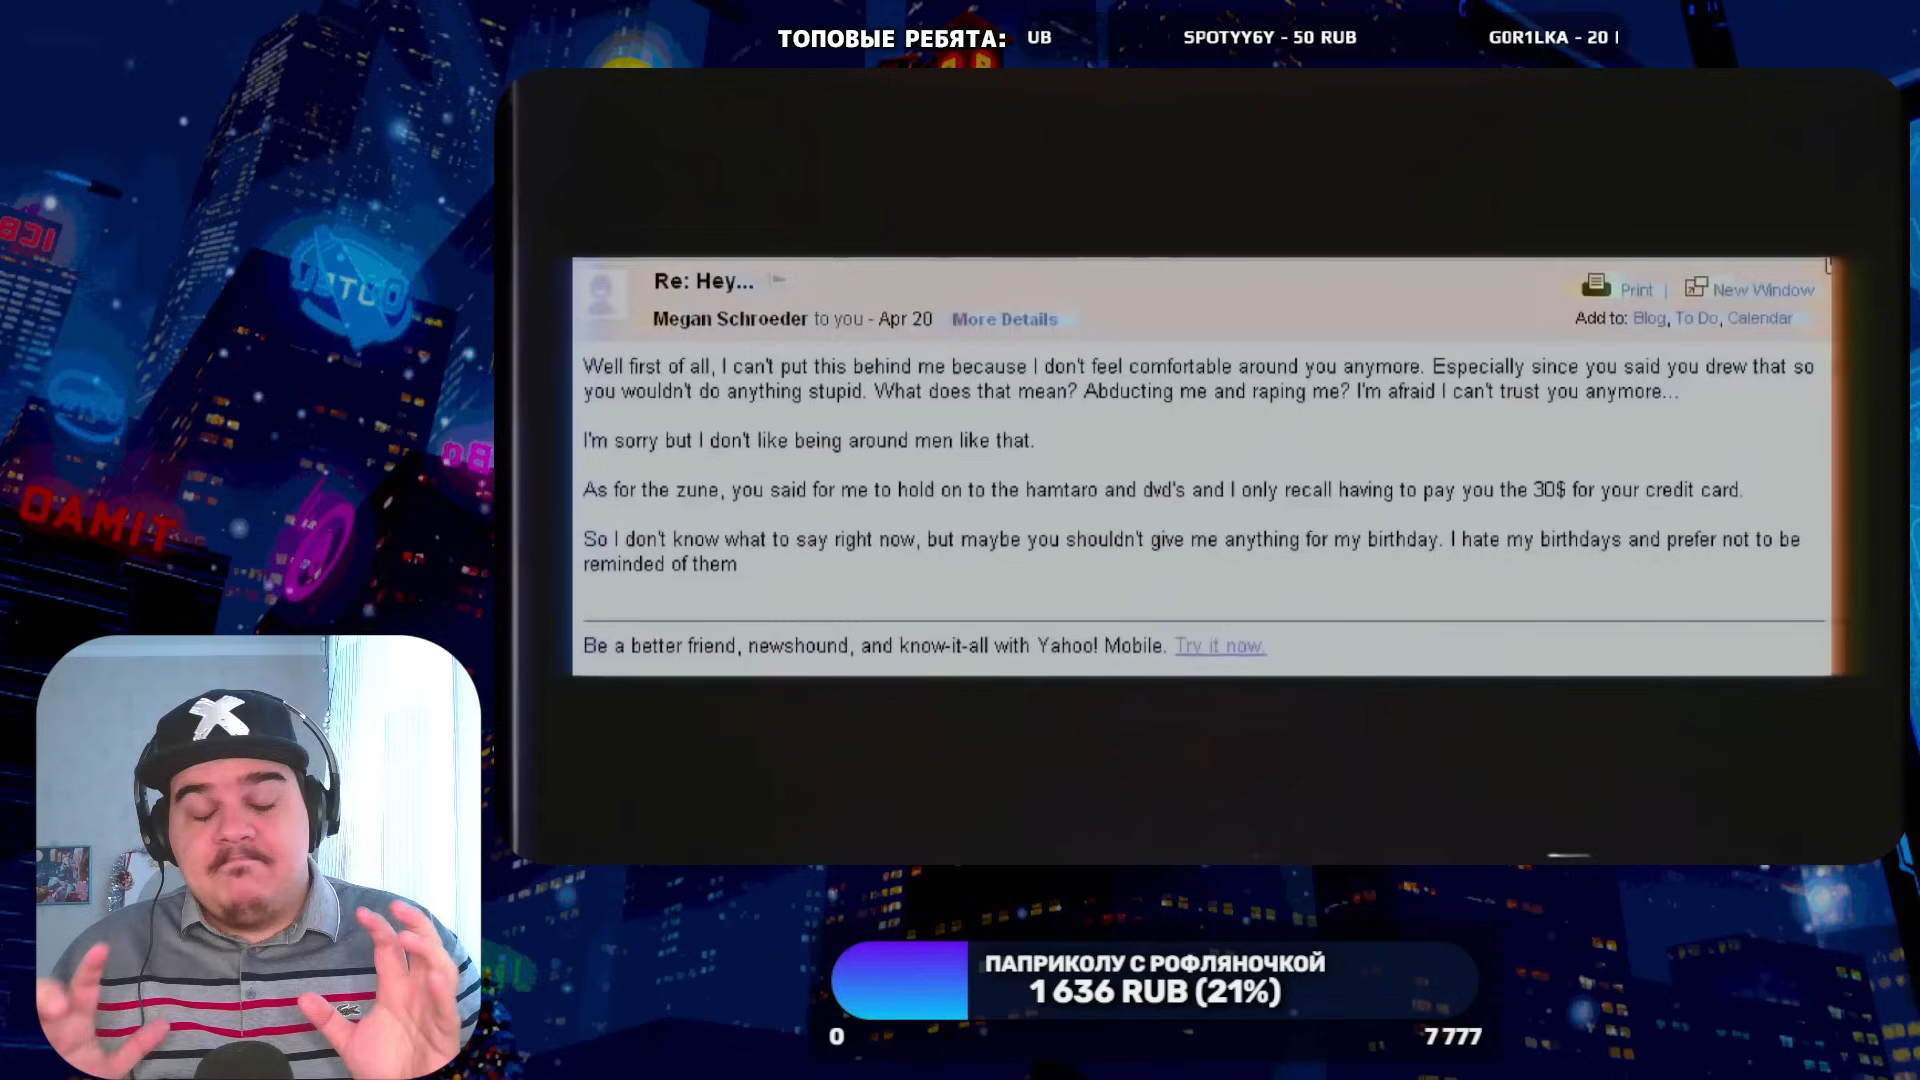 ТОПОВЫЕ РЕБЯТА: UB SPOTYY6Y - 50 RUB G0R1LKA - 20
Re: Hey...
Print | New Window
Megan Schroeder to you - Apr 20 More Details
Add to: Blog, To Do, Calendar
Well first of all, I can't put this behind me because I don't feel comfortable around you anymore. Especially since you said you drew that so
you wouldn't do anything stupid. What does that mean? Abducting me and raping me? I'm afraid I can't trust you anymore...
I'm sorry but I don't like being around men like that.
As for the zune, you said for me to hold on to the hamtaro and dvd's and I only recall having to pay you the 30$ for your credit card.
So I don't know what to say right now, but maybe you shouldn't give me anything for my birthday. I hate my birthdays and prefer not to be
reminded of them
Be a better friend, newshound, and know-it-all with Yahoo! Mobile. Try it now.
ПАПРИКОЛУ С РОФЛЯНОЧКОЙ
1 636 RUB (21%)
0 7 777